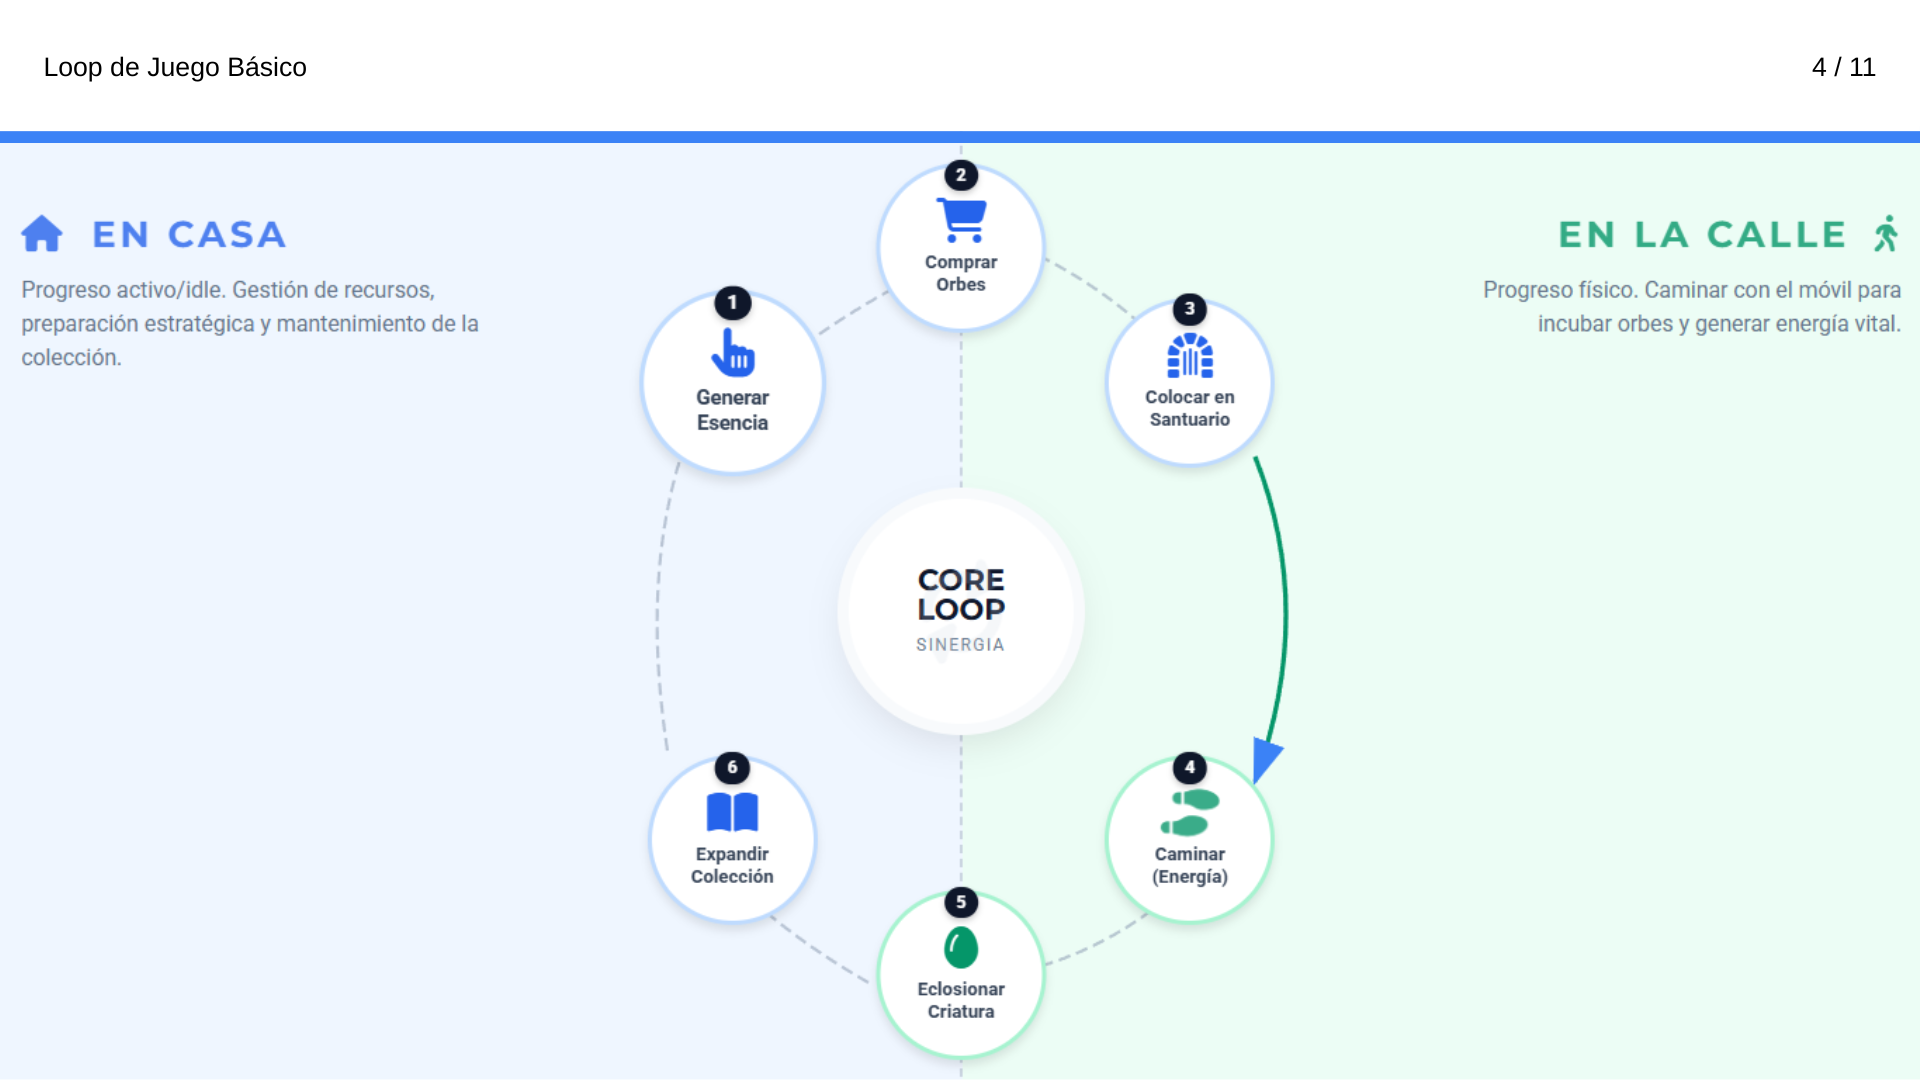 Loop de Juego Básico
4 / 11
EN CASA
Progreso activo/idle. Gestión de recursos,
preparación estratégica y mantenimiento de la
colección.
EN LA CALLE
Progreso físico. Caminar con el móvil para
incubar orbes y generar energía vital.
1
Generar
Esencia
2
Comprar
Orbes
3
Colocar en
Santuario
CORE
LOOP
SINERGIA
4
Caminar
(Energía)
5
Eclosionar
Criatura
6
Expandir
Colección